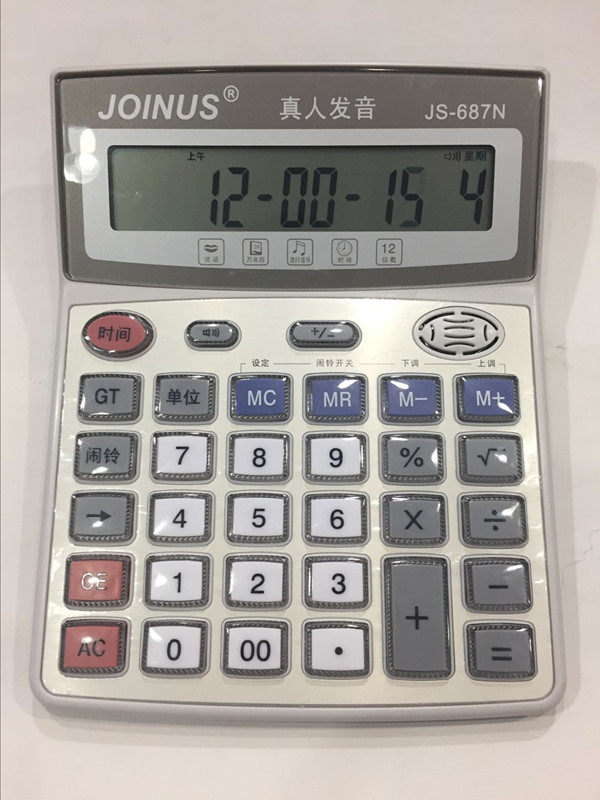 JOINUS® 真人发音 JS-687N
上午 星期
12-00-15 4
说话 万年历 流行音乐 时间 12位数
时间 +/−
设定 闹铃开关 下调 上调
GT 单位 MC MR M− M+
闹铃 7 8 9 % √
→ 4 5 6 X ÷
CE 1 2 3 + −
AC 0 00 · =